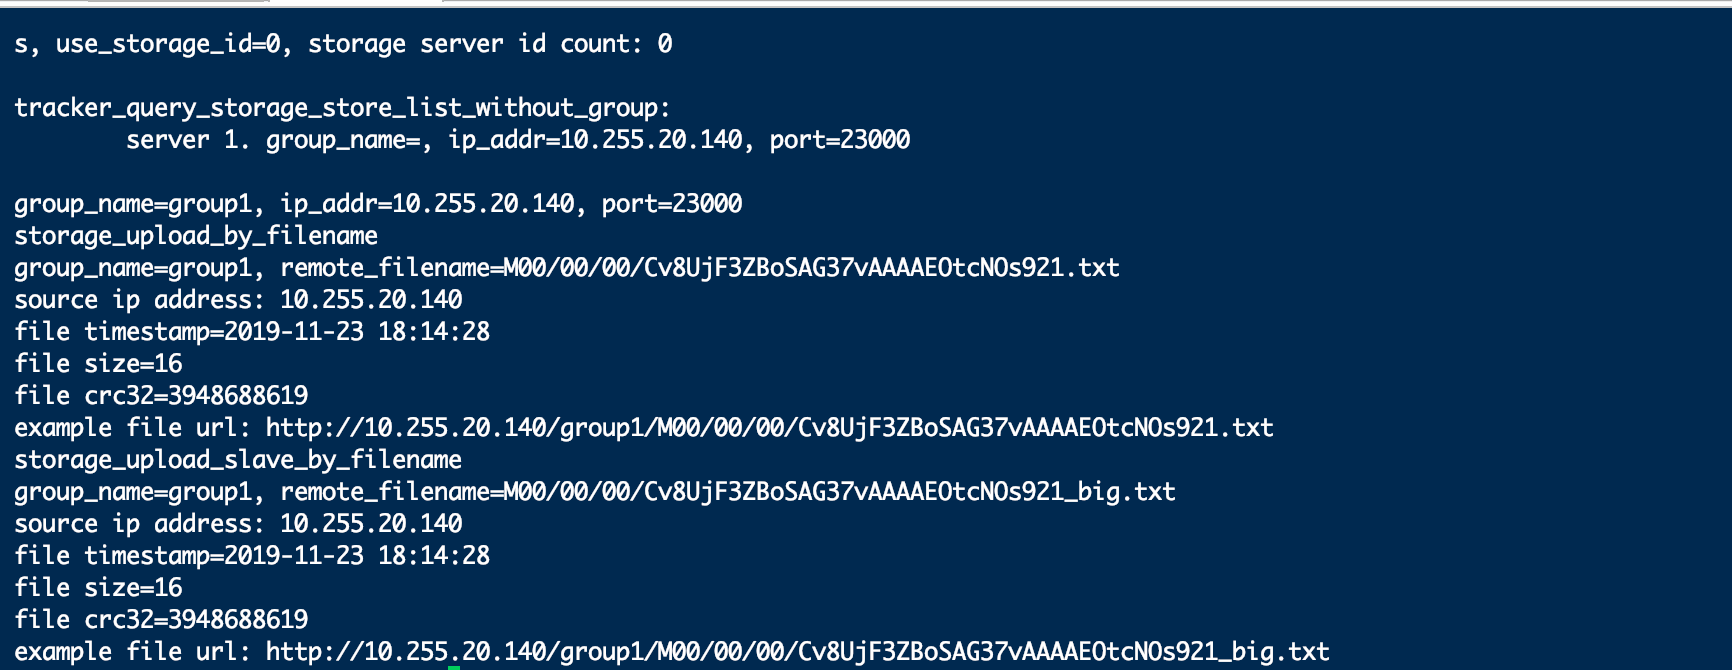 s, use_storage_id=0, storage server id count: 0
tracker_query_storage_store_list_without_group:
server 1. group_name=, ip_addr=10.255.20.140, port=23000
group_name=group1, ip_addr=10.255.20.140, port=23000
storage_upload_by_filename
group_name=group1, remote_filename=M00/00/00/Cv8UjF3ZBoSAG37vAAAAEOtcNOs921.txt
source ip address: 10.255.20.140
file timestamp=2019-11-23 18:14:28
file size=16
file crc32=3948688619
example file url: http://10.255.20.140/group1/M00/00/00/Cv8UjF3ZBoSAG37vAAAAEOtcNOs921.txt
storage_upload_slave_by_filename
group_name=group1, remote_filename=M00/00/00/Cv8UjF3ZBoSAG37vAAAAEOtcNOs921_big.txt
source ip address: 10.255.20.140
file timestamp=2019-11-23 18:14:28
file size=16
file crc32=3948688619
example file url: http://10.255.20.140/group1/M00/00/00/Cv8UjF3ZBoSAG37vAAAAEOtcNOs921_big.txt